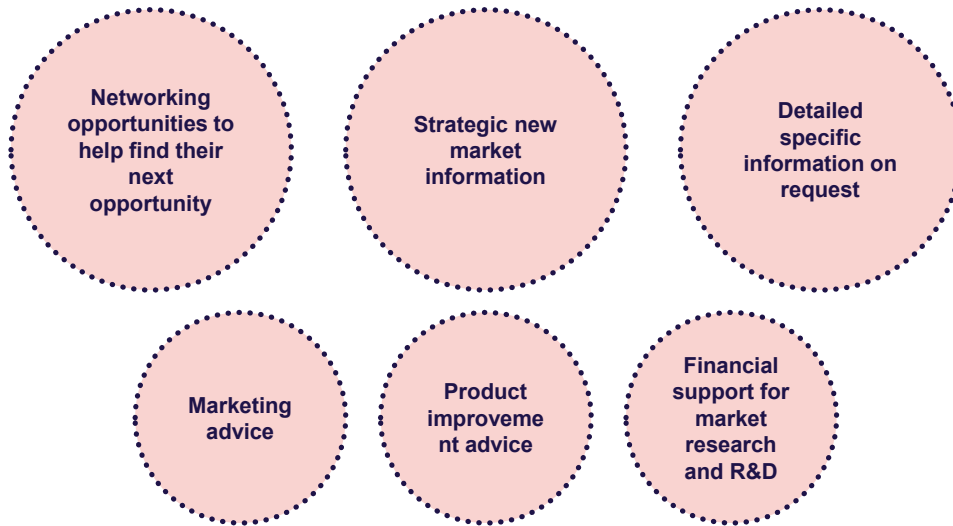 Networking
opportunities to
help find their
next
opportunity
Strategic new
market
information
Detailed
specific
information on
request
Marketing
advice
Product
improveme
nt advice
Financial
support for
market
research
and R&D